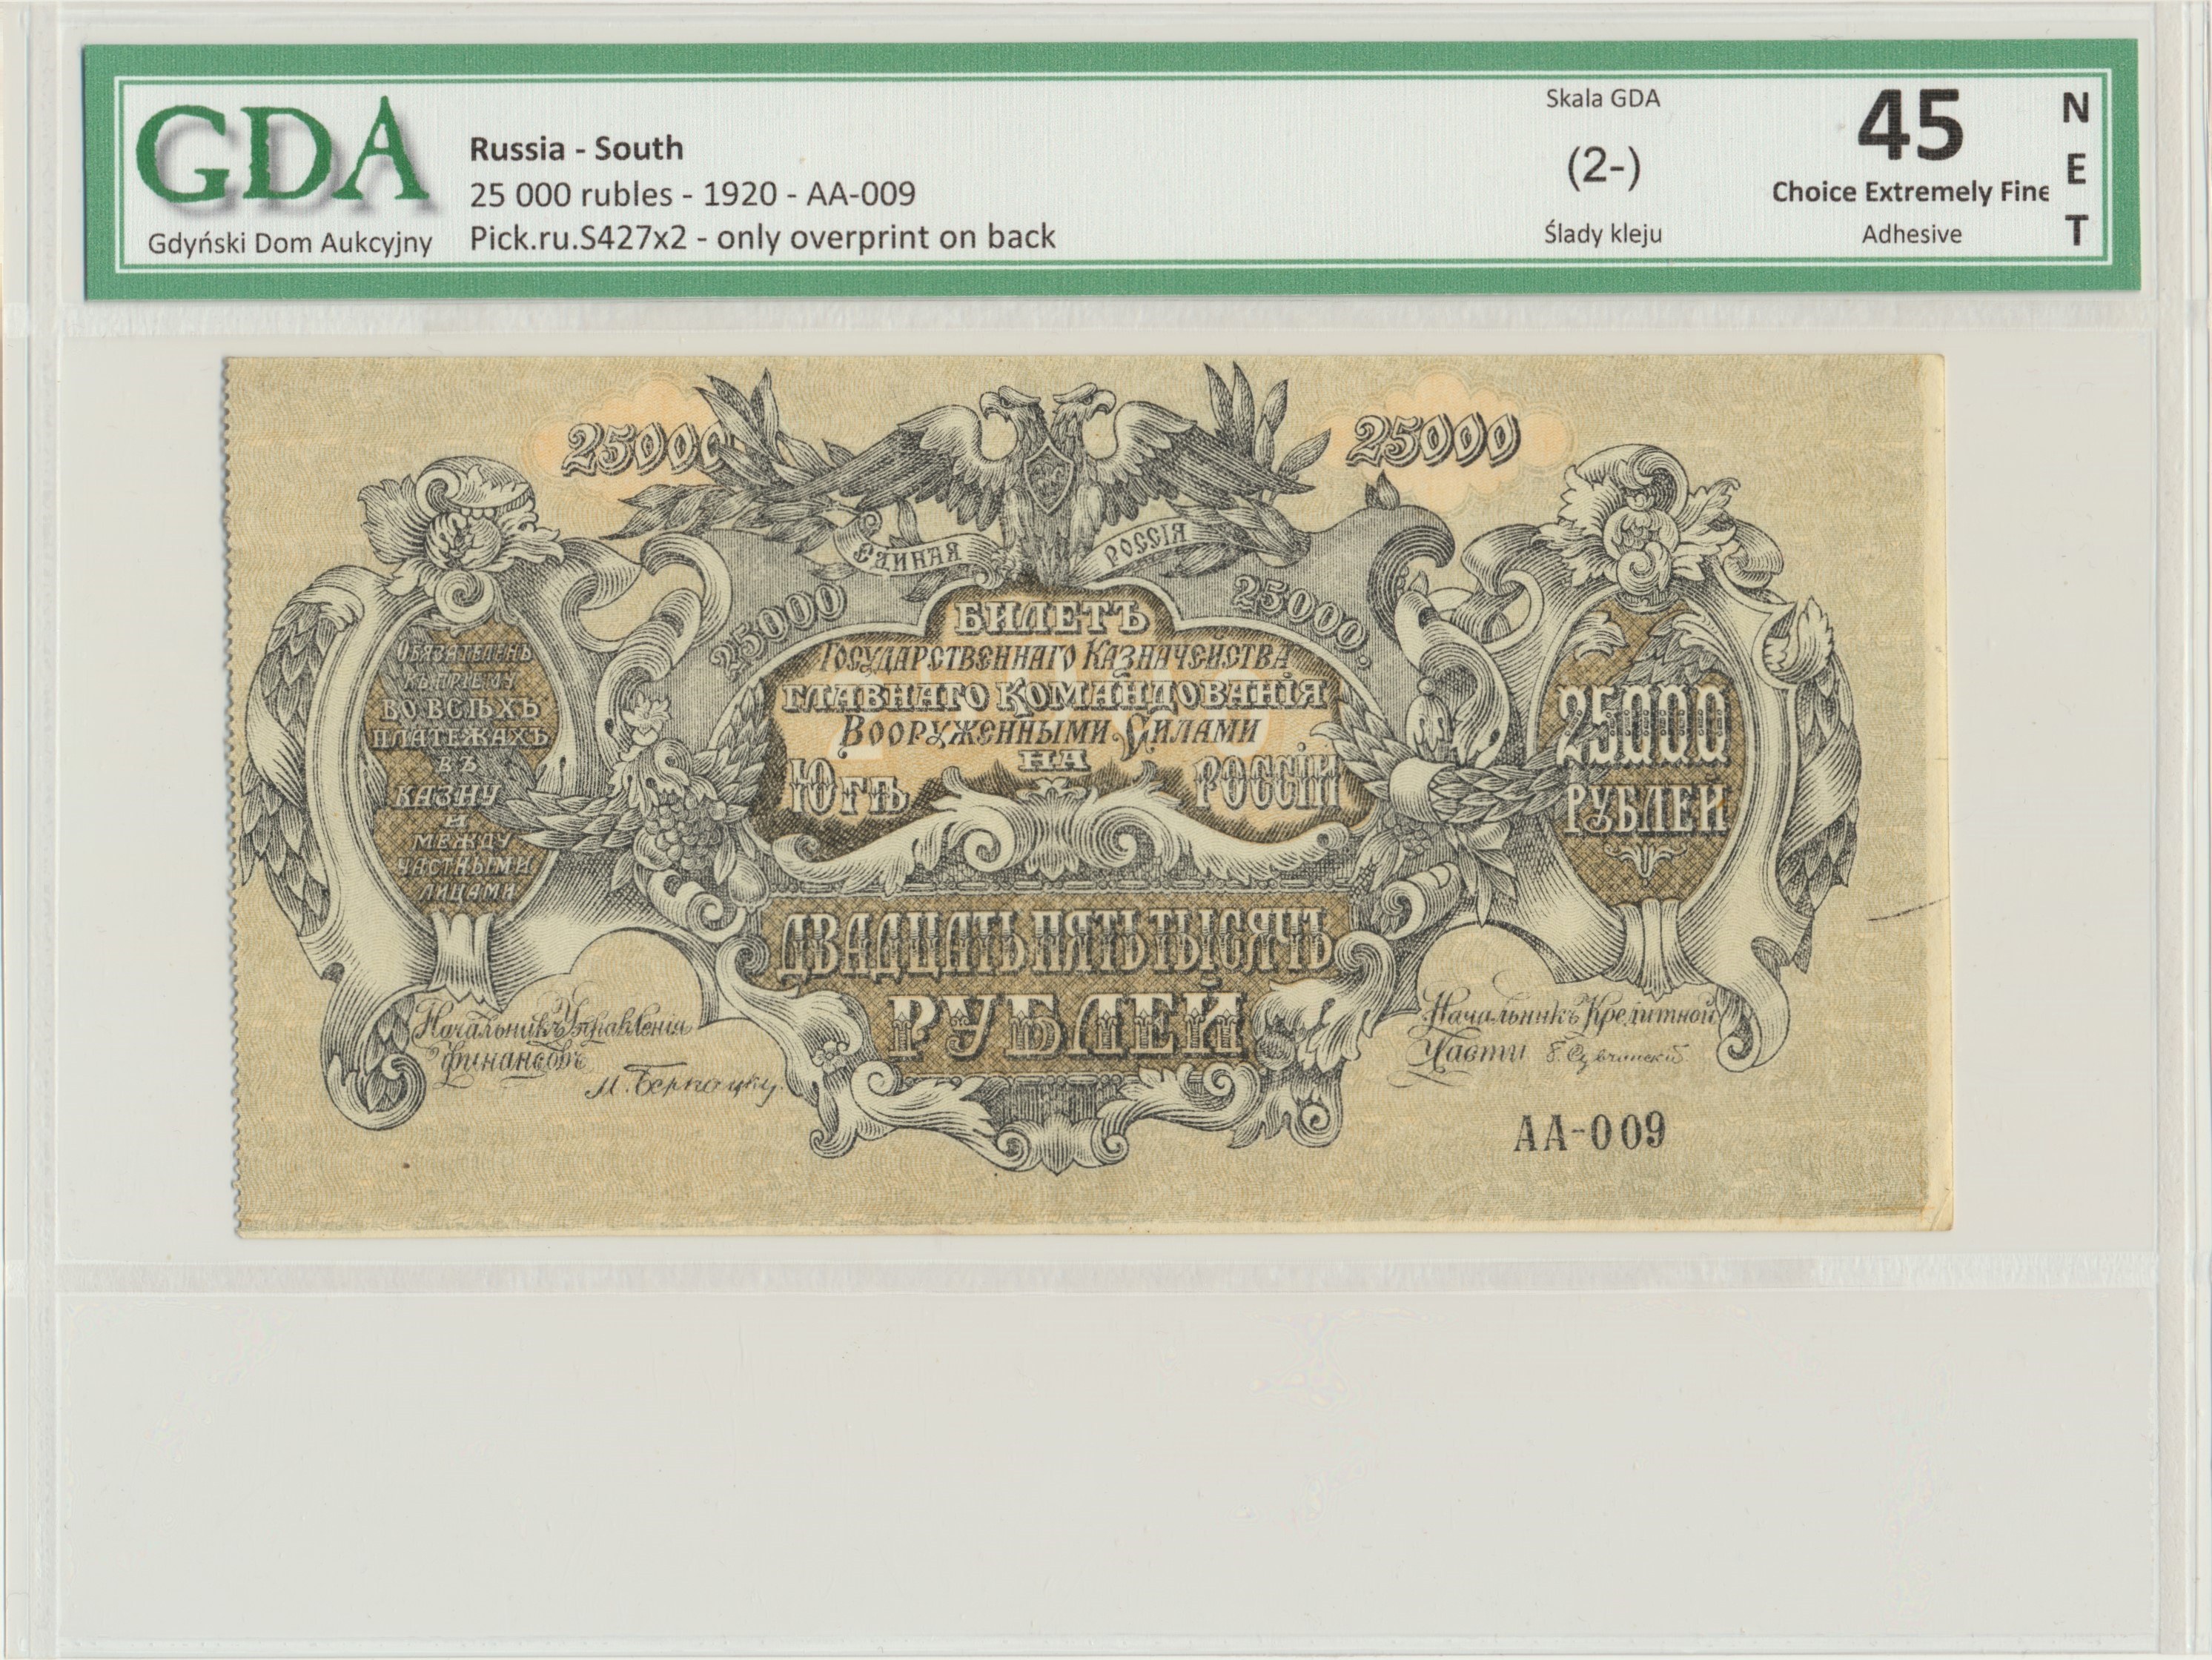 GDA
Gdyński Dom Aukcyjny
Russia - South
25 000 rubles - 1920 - AA-009
Pick.ru.S427x2 - only overprint on back
Skala GDA
(2-)
Ślady kleju
45
Choice Extremely Fine
Adhesive
NET
25000
25000
ЕДИНАЯ РОССІЯ
25000
25000
БИЛЕТЪ
ГОСУДАРСТВЕННАГО КАЗНАЧЕЙСТВА
ГЛАВНАГО КОМАНДОВАНІЯ
ВООРУЖЕННЫМИ СИЛАМИ
НА
ЮГѢ РОССІИ
ОБЯЗАТЕЛЕНЪ
КЪ ПРІЕМУ
ВО ВСѢХЪ
ПЛАТЕЖАХЪ
ВЪ
КАЗНУ
И
МЕЖДУ
ЧАСТНЫМИ
ЛИЦАМИ
25000
РУБЛЕЙ
ДВАДЦАТЬ ПЯТЬ ТЫСЯЧЪ
РУБЛЕЙ
Начальникъ Управленія
Финансовъ
М. Бернацкій
Начальникъ Кредитной
Части
АА-009